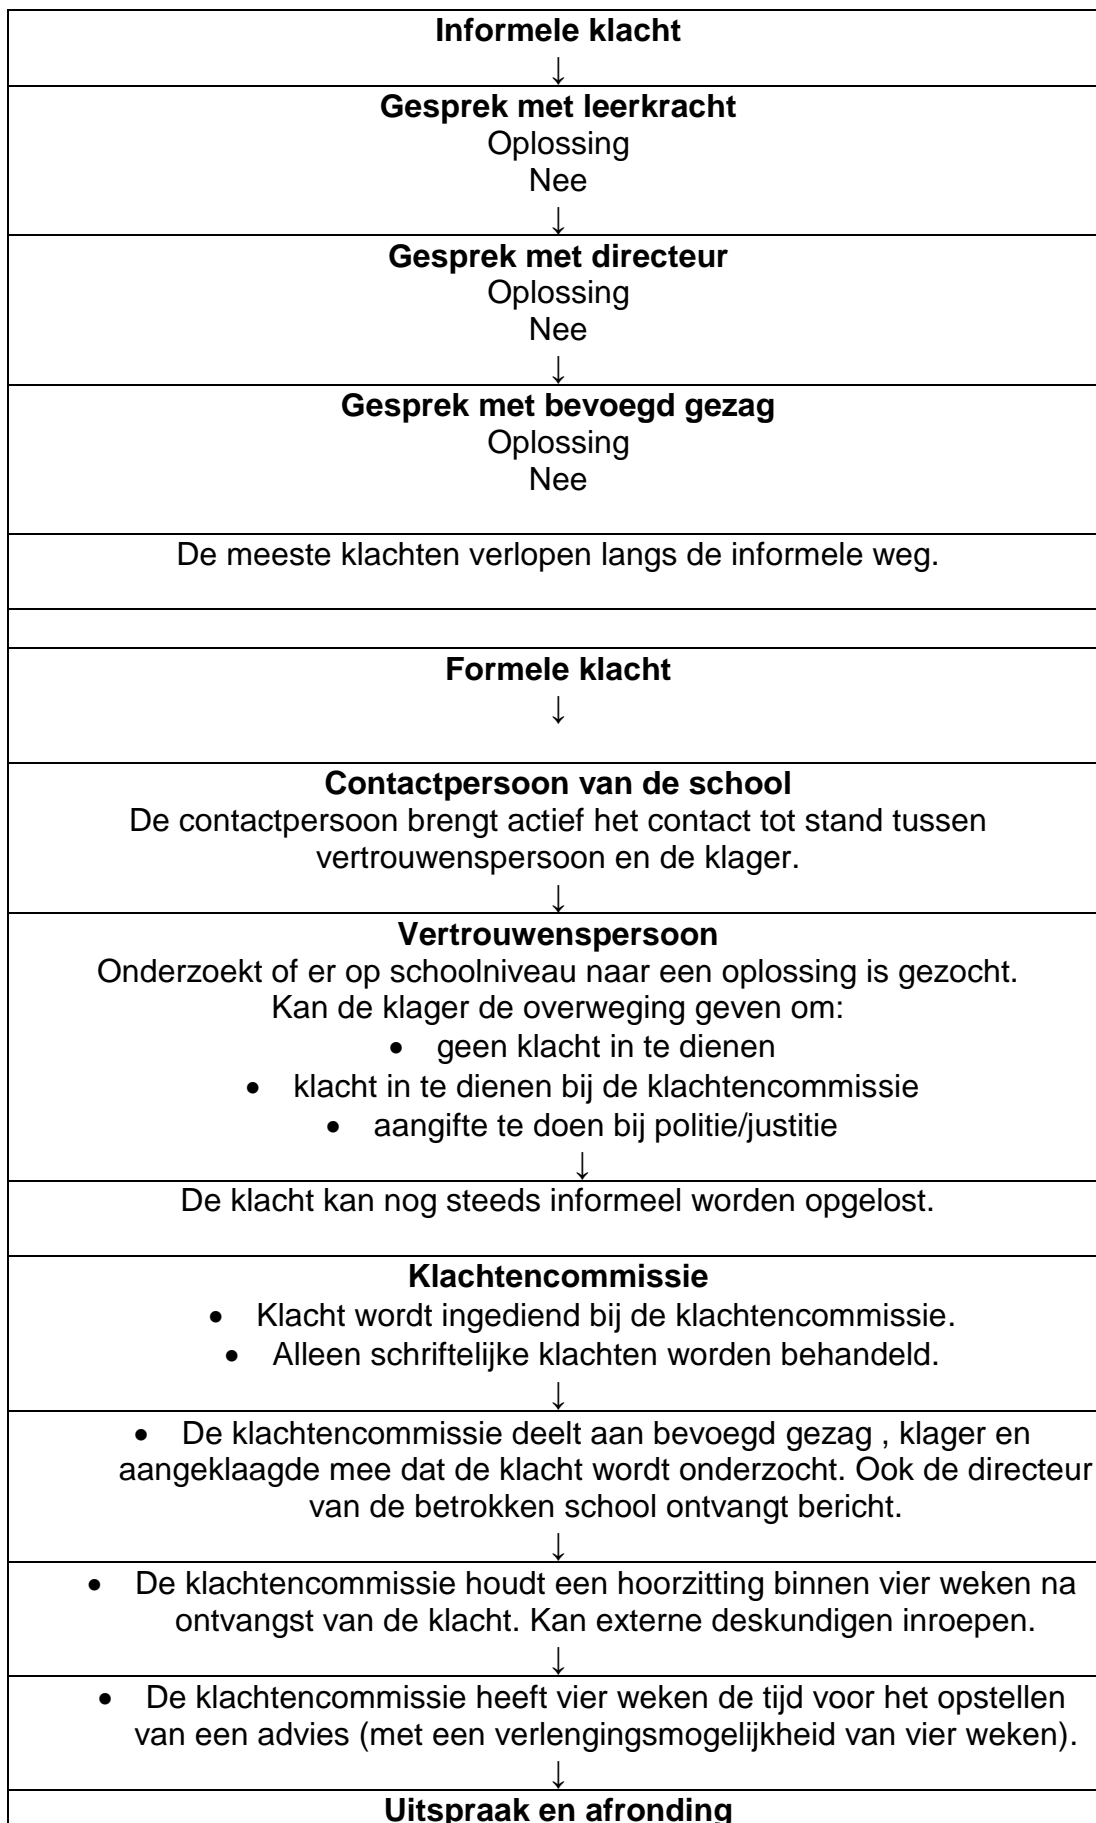 Informele klacht
↓
Gesprek met leerkracht
Oplossing
Nee
↓
Gesprek met directeur
Oplossing
Nee
↓
Gesprek met bevoegd gezag
Oplossing
Nee
De meeste klachten verlopen langs de informele weg.
Formele klacht
↓
Contactpersoon van de school
De contactpersoon brengt actief het contact tot stand tussen
vertrouwenspersoon en de klager.
↓
Vertrouwenspersoon
Onderzoekt of er op schoolniveau naar een oplossing is gezocht.
Kan de klager de overweging geven om:
• geen klacht in te dienen
• klacht in te dienen bij de klachtencommissie
• aangifte te doen bij politie/justitie
↓
De klacht kan nog steeds informeel worden opgelost.
Klachtencommissie
• Klacht wordt ingediend bij de klachtencommissie.
• Alleen schriftelijke klachten worden behandeld.
↓
• De klachtencommissie deelt aan bevoegd gezag , klager en
aangeklaagde mee dat de klacht wordt onderzocht. Ook de directeur
van de betrokken school ontvangt bericht.
↓
• De klachtencommissie houdt een hoorzitting binnen vier weken na
ontvangst van de klacht. Kan externe deskundigen inroepen.
↓
• De klachtencommissie heeft vier weken de tijd voor het opstellen
van een advies (met een verlengingsmogelijkheid van vier weken).
↓
Uitspraak en afronding